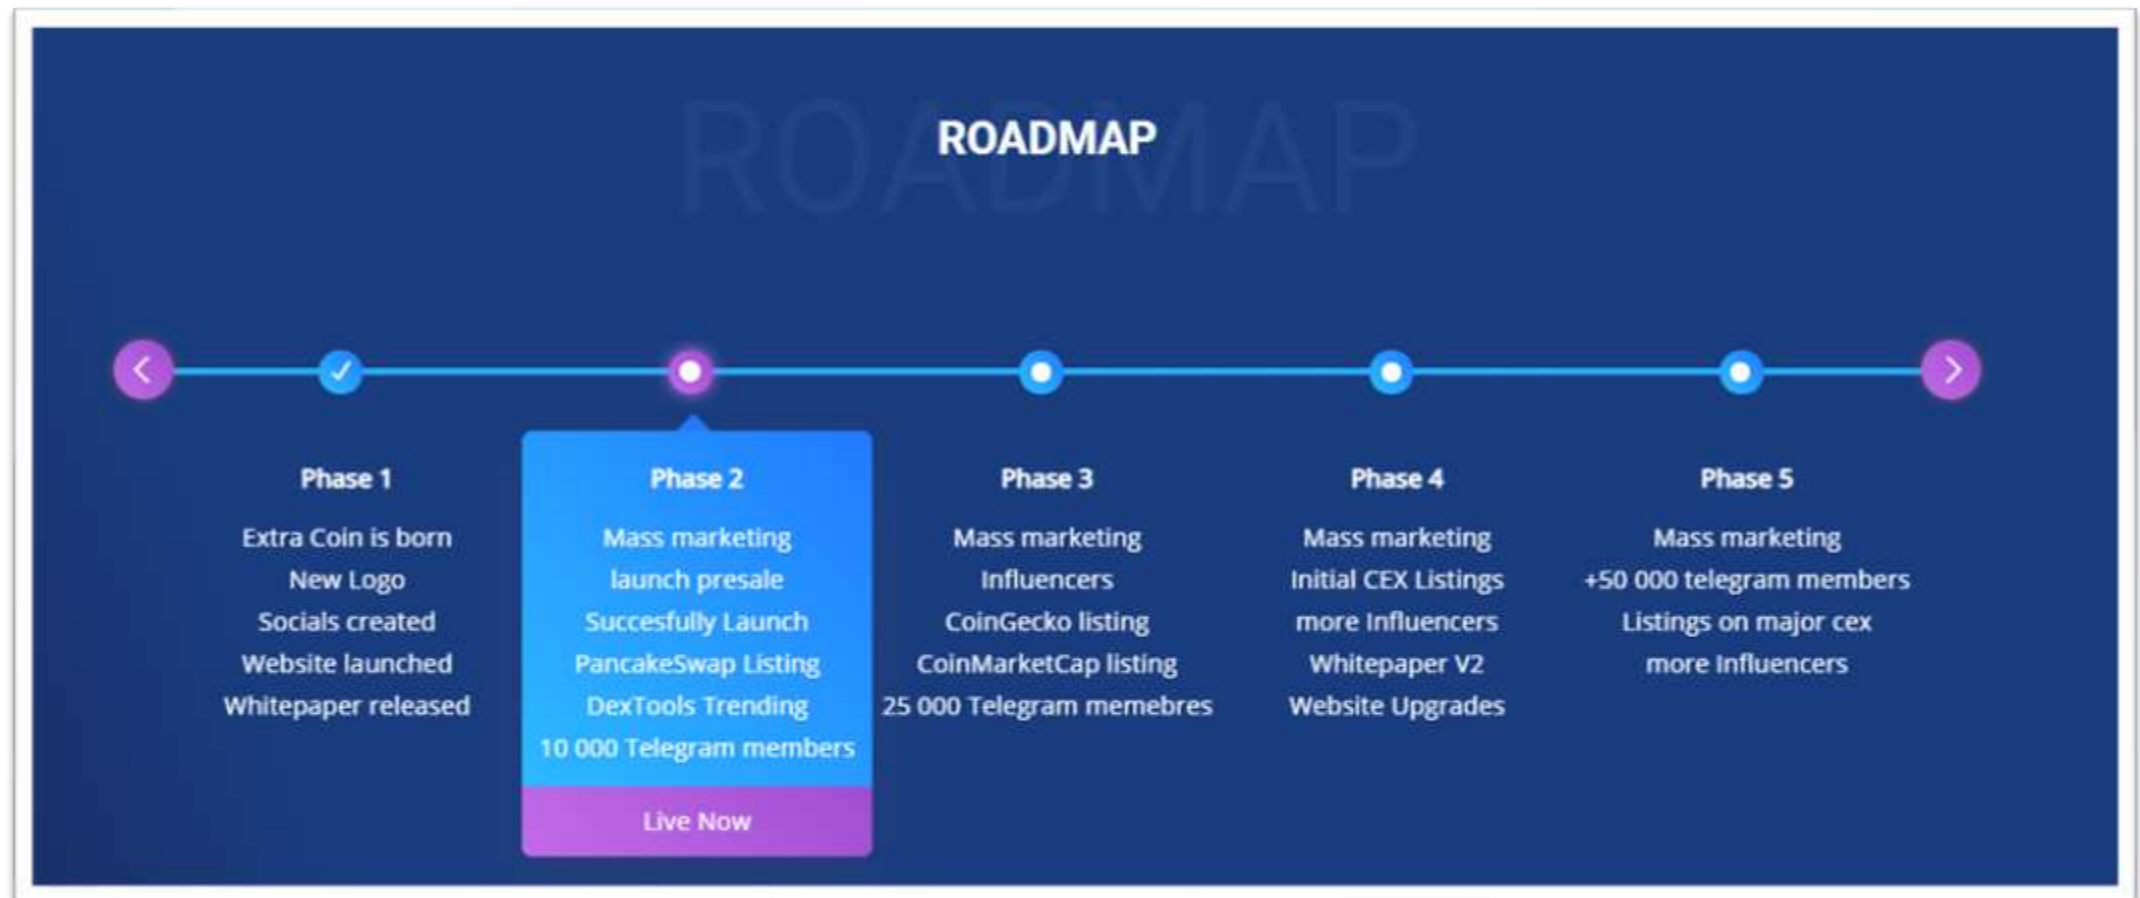 ROADMAP
ROADMAP
Phase 1
Extra Coin is born
New Logo
Socials created
Website launched
Whitepaper released
Phase 2
Mass marketing
launch presale
Succesfully Launch
PancakeSwap Listing
DexTools Trending
10 000 Telegram members
Live Now
Phase 3
Mass marketing
Influencers
CoinGecko listing
CoinMarketCap listing
25 000 Telegram memebres
Phase 4
Mass marketing
Initial CEX Listings
more Influencers
Whitepaper V2
Website Upgrades
Phase 5
Mass marketing
+50 000 telegram members
Listings on major cex
more Influencers